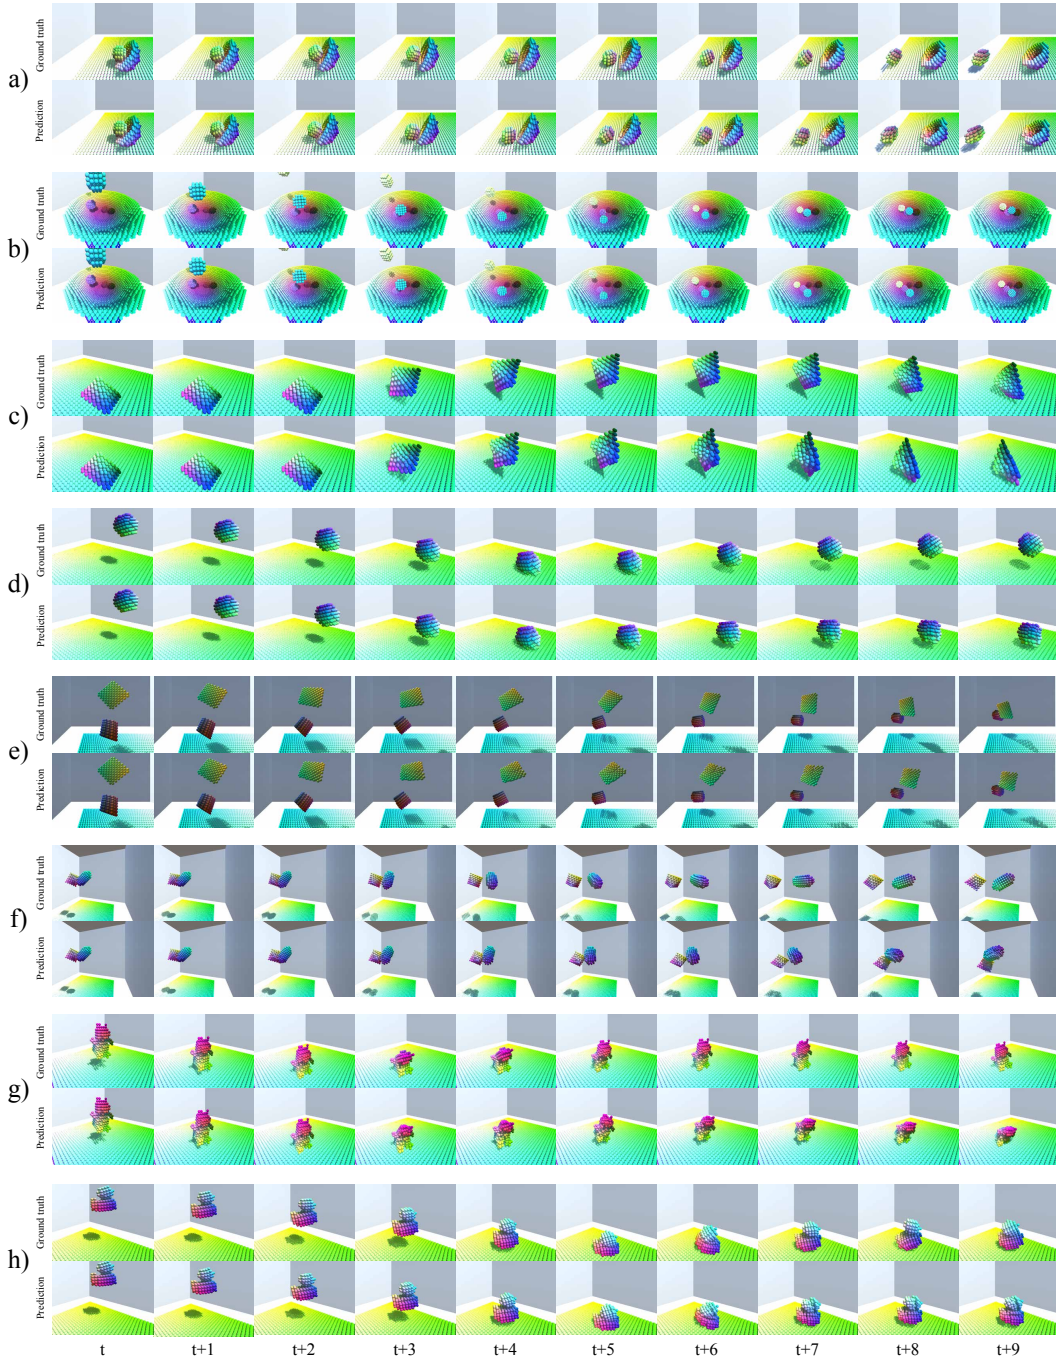 a)
Ground truth
Prediction
b)
Ground truth
Prediction
c)
Ground truth
Prediction
d)
Ground truth
Prediction
e)
Ground truth
Prediction
f)
Ground truth
Prediction
g)
Ground truth
Prediction
h)
Ground truth
Prediction
t t+1 t+2 t+3 t+4 t+5 t+6 t+7 t+8 t+9